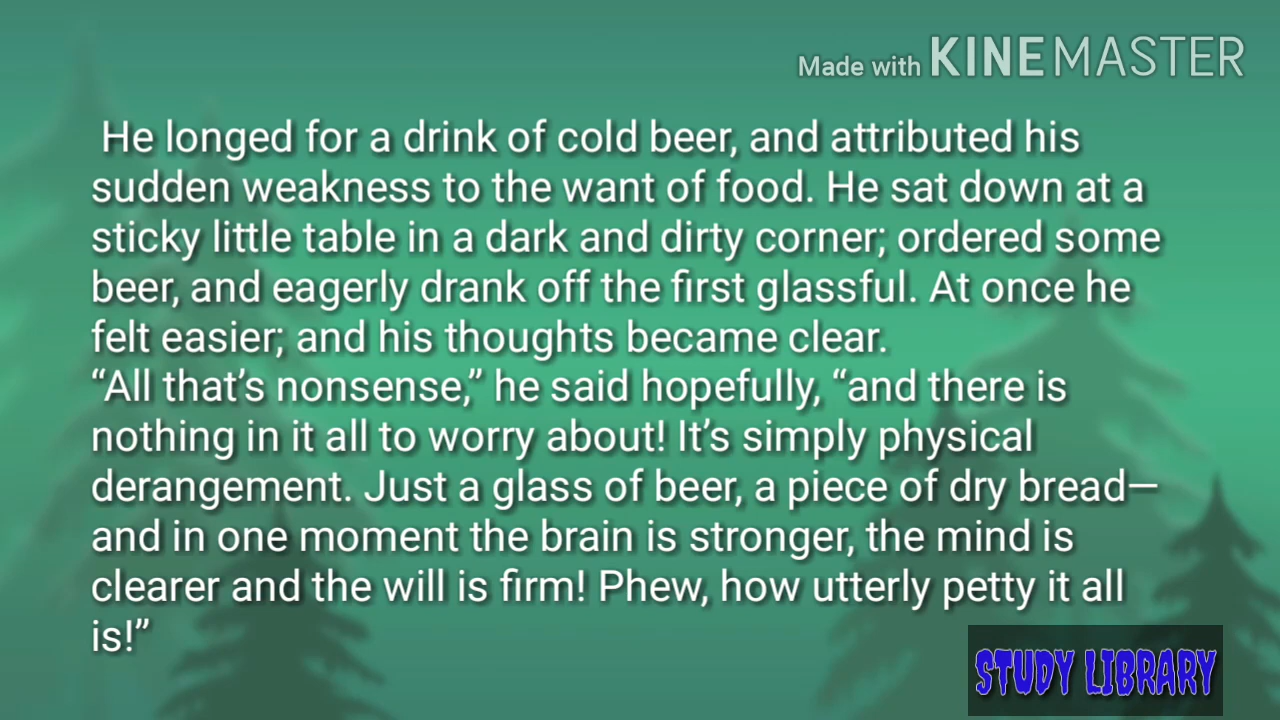 Made with KINEMASTER
He longed for a drink of cold beer, and attributed his
sudden weakness to the want of food. He sat down at a
sticky little table in a dark and dirty corner; ordered some
beer, and eagerly drank off the first glassful. At once he
felt easier; and his thoughts became clear.
“All that’s nonsense,” he said hopefully, “and there is
nothing in it all to worry about! It’s simply physical
derangement. Just a glass of beer, a piece of dry bread—
and in one moment the brain is stronger, the mind is
clearer and the will is firm! Phew, how utterly petty it all
is!”
STUDY LIBRARY